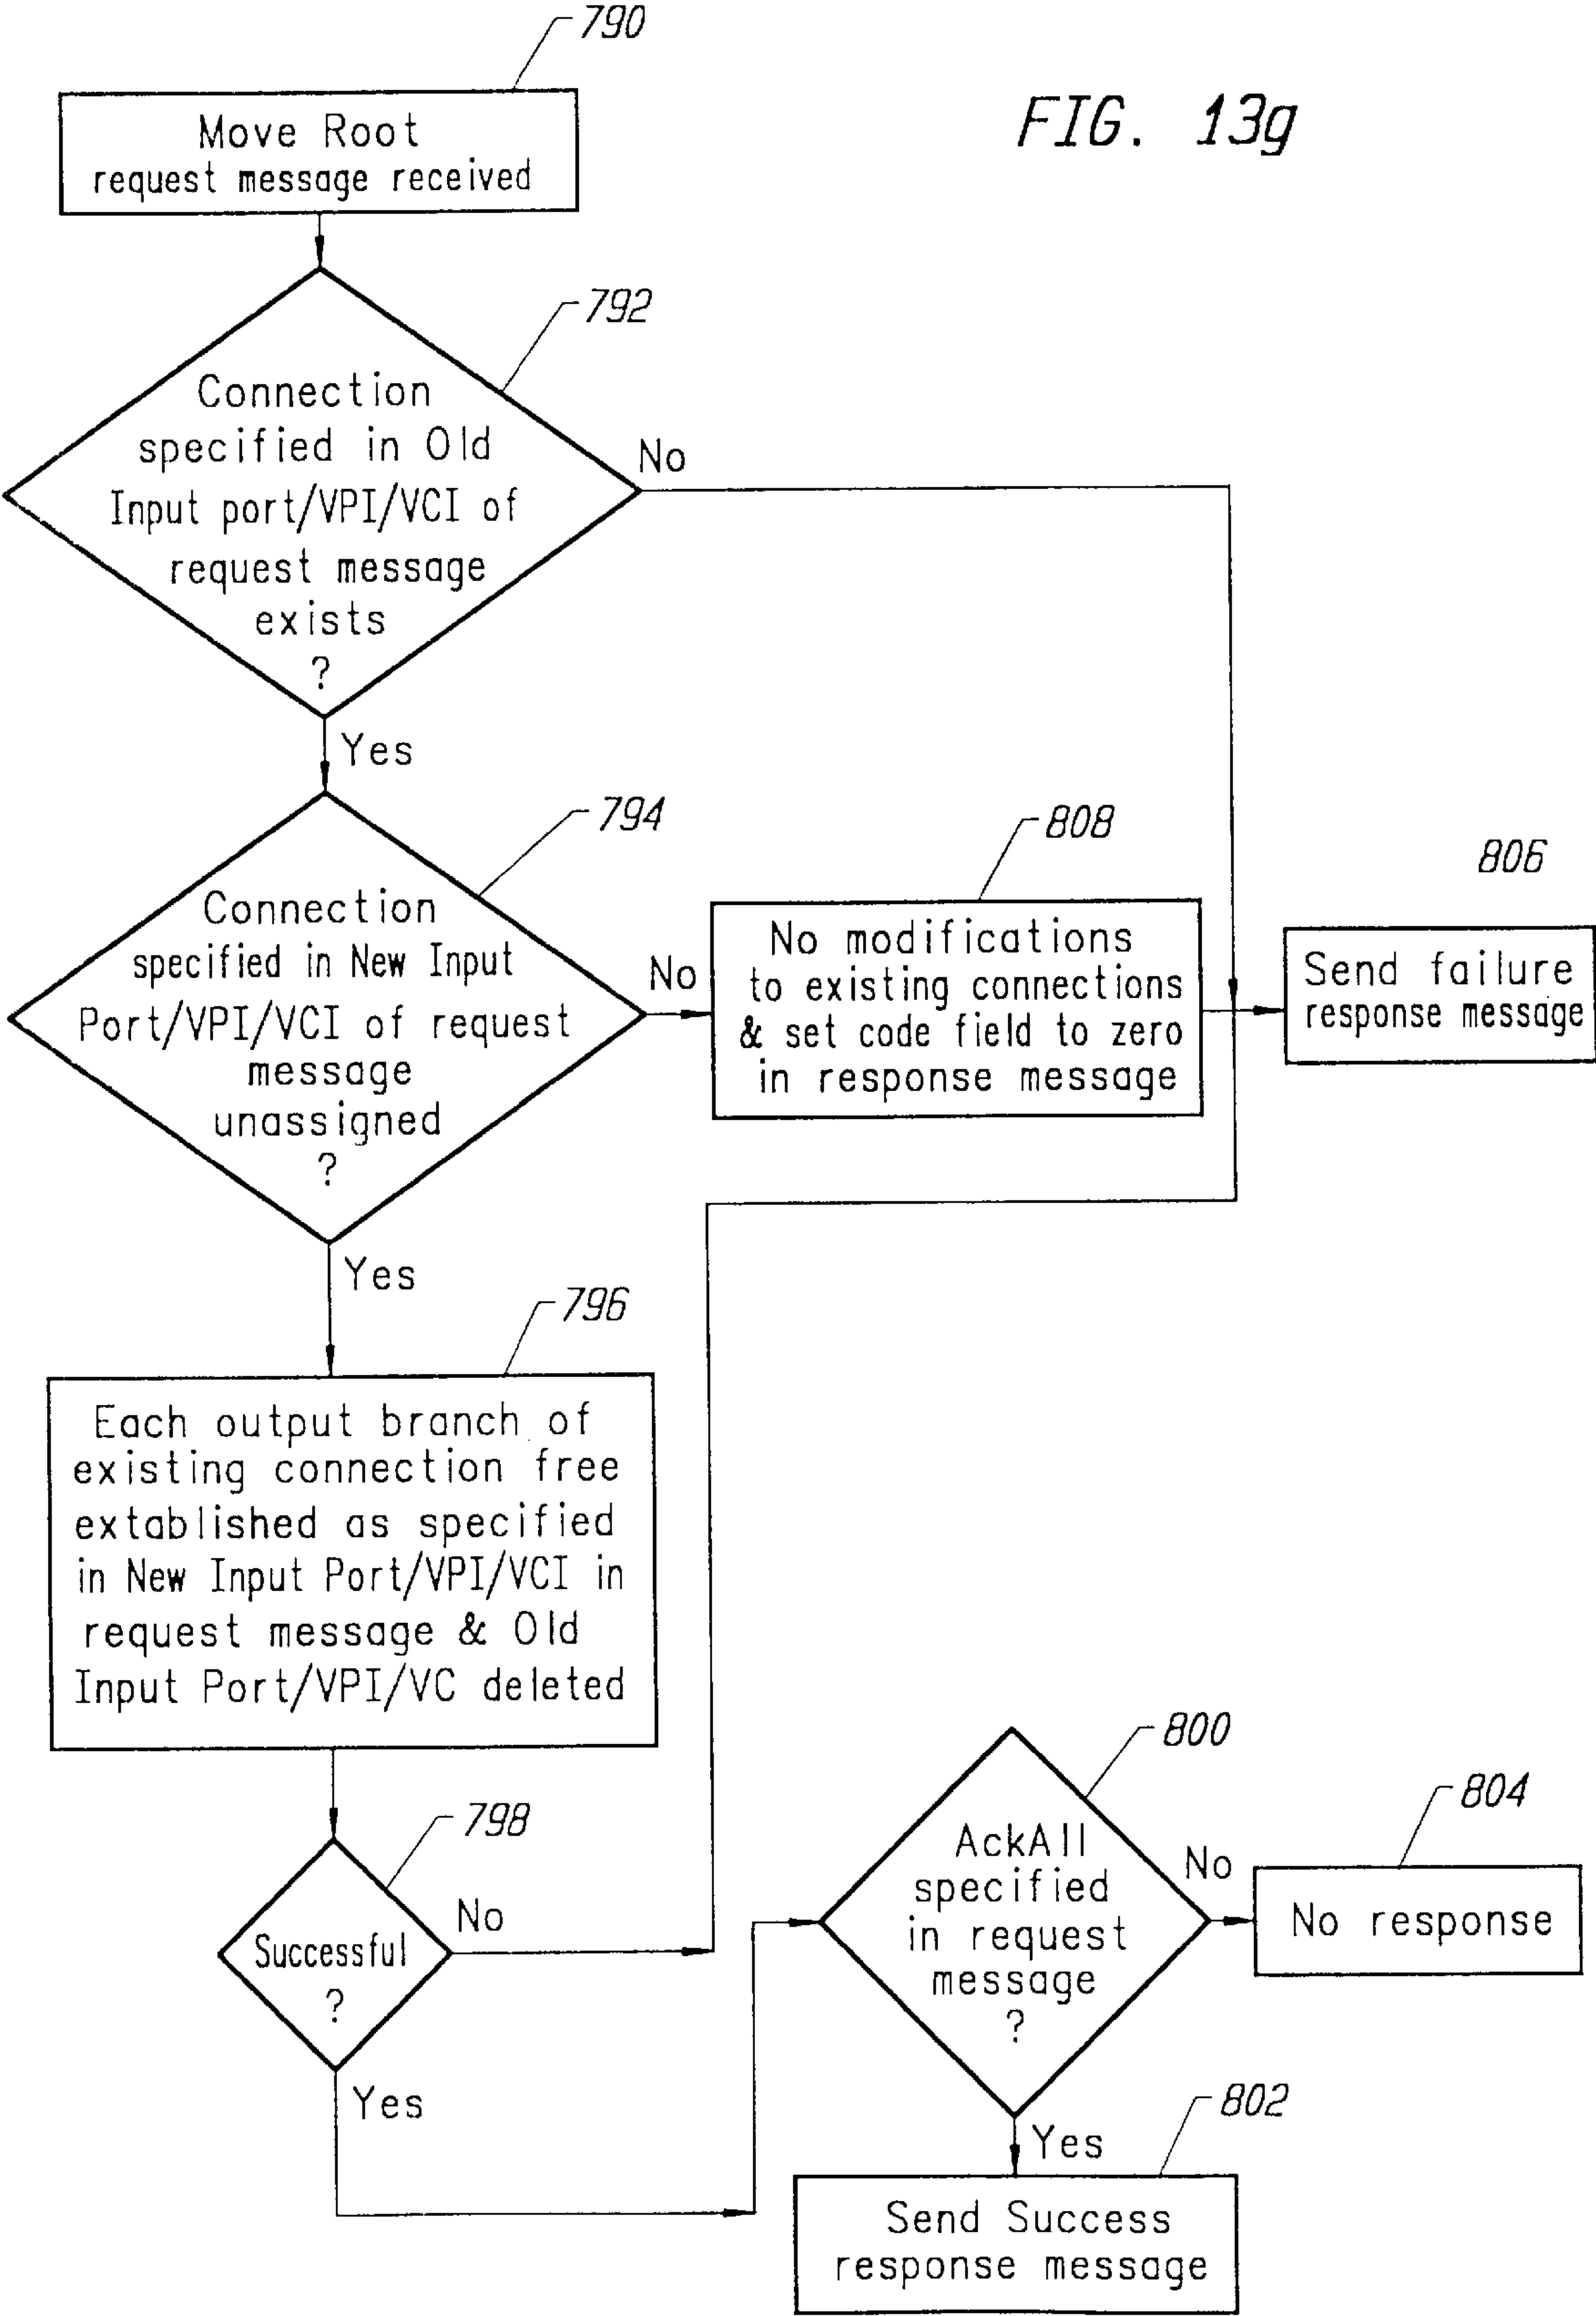 790
FIG. 13g
Move Root
request message received
792
Connection
specified in Old
Input port/VPI/VCI of
request message
exists
?
No
Yes
794
Connection
specified in New Input
Port/VPI/VCI of request
message
unassigned
?
No
808
No modifications
to existing connections
& set code field to zero
in response message
806
Send failure
response message
Yes
796
Each output branch of
existing connection free
extablished as specified
in New Input Port/VPI/VCI in
request message & Old
Input Port/VPI/VC deleted
798
Successful
?
No
Yes
800
AckAll
specified
in request
message
?
No
804
No response
Yes
802
Send Success
response message